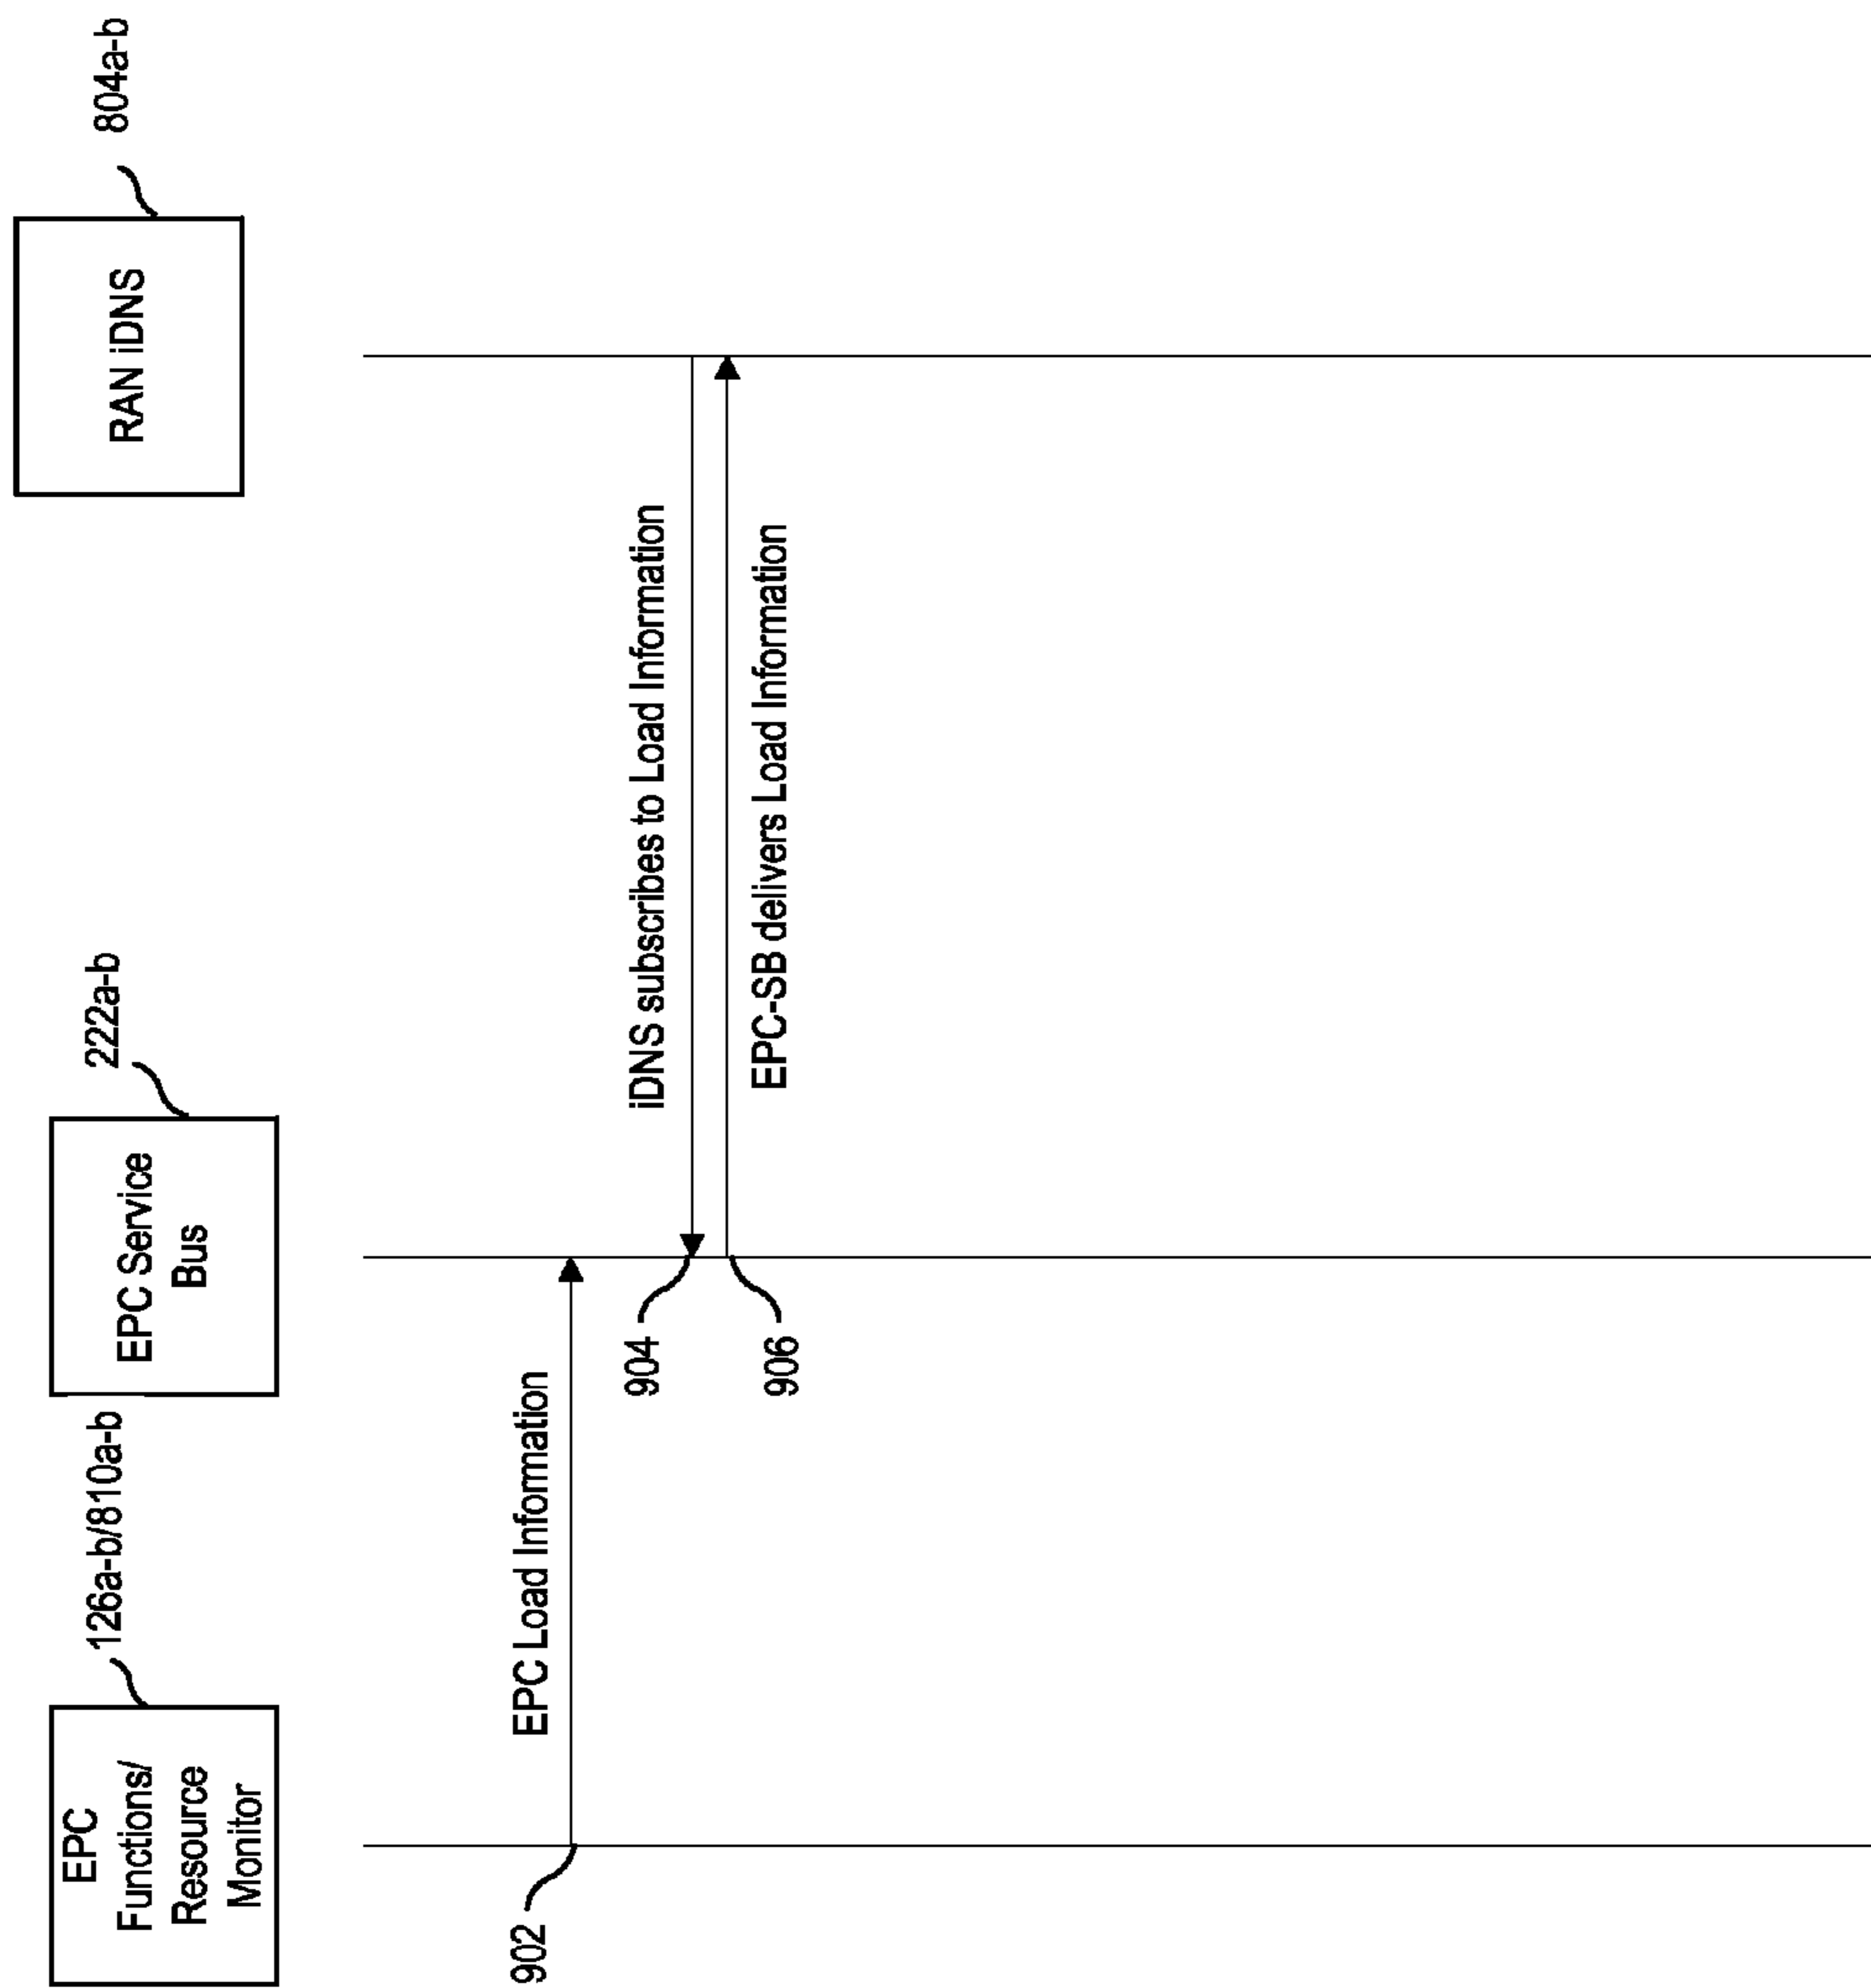 126a-b/810a-b
222a-b
804a-b
EPC
Functions/
Resource
Monitor
EPC Service
Bus
RAN iDNS
902
EPC Load Information
904
iDNS subscribes to Load Information
906
EPC-SB delivers Load Information